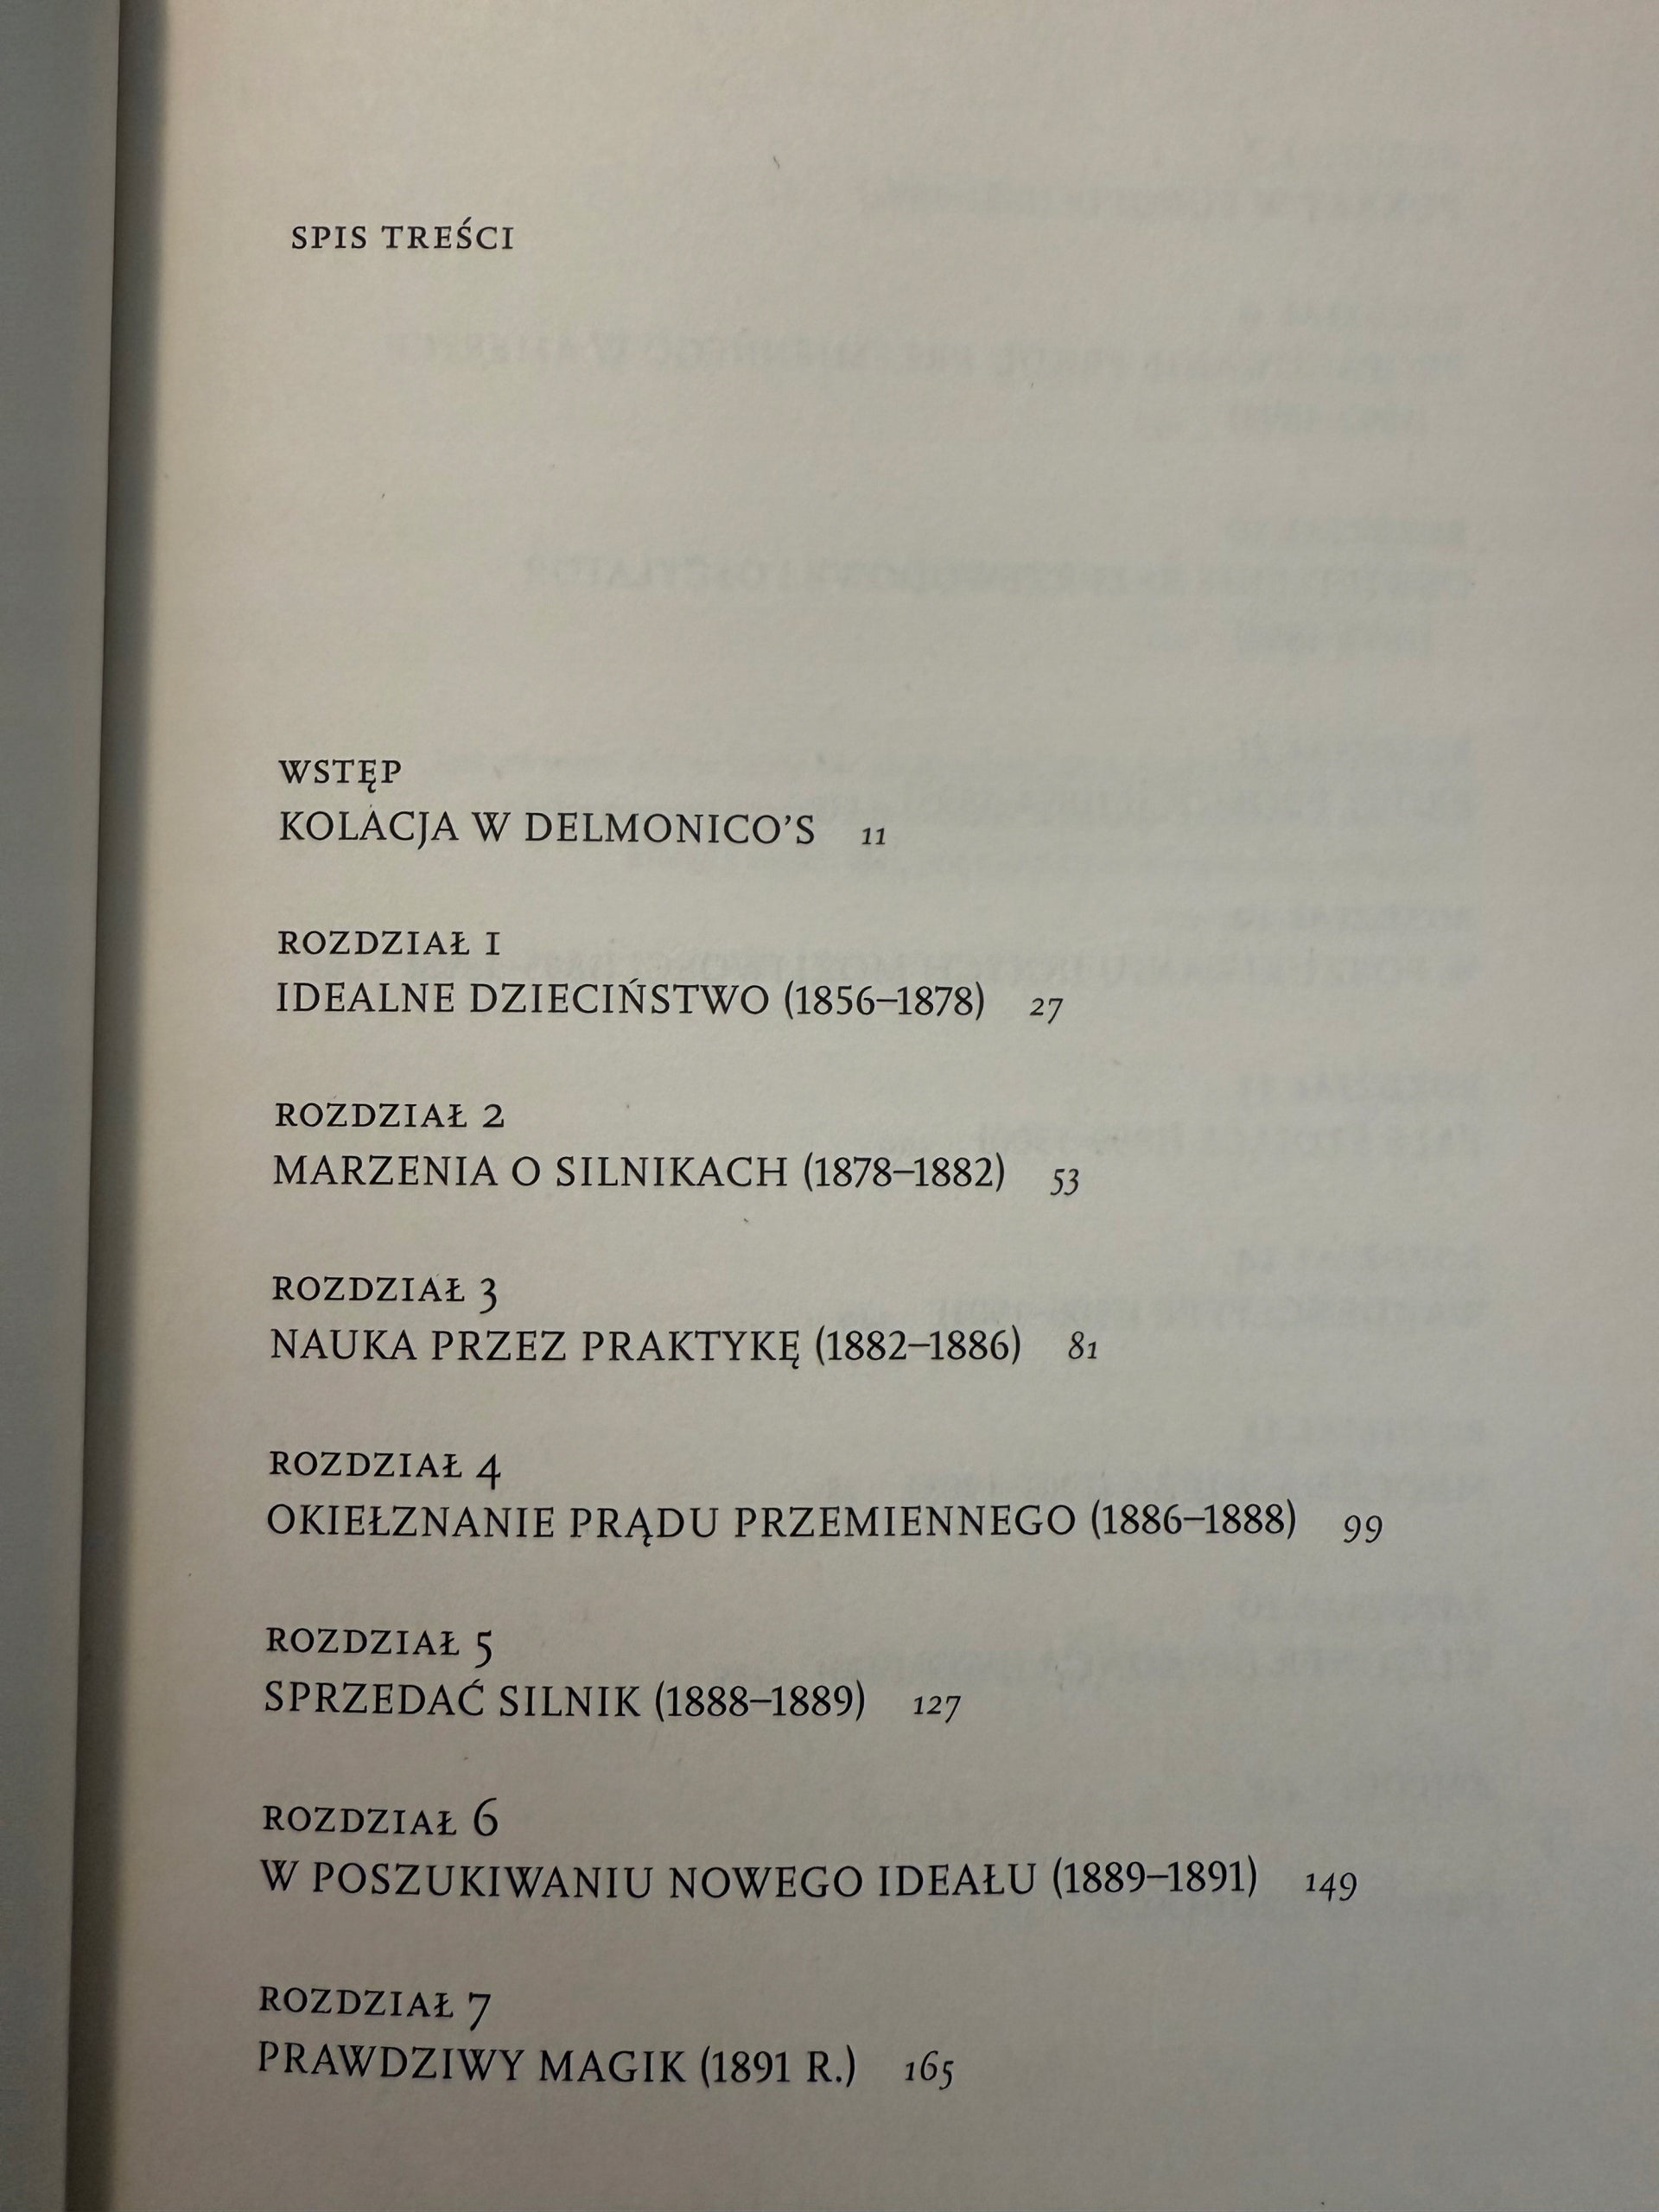 SPIS TREŚCI
WSTĘP
KOLACJA W DELMONICO’S 11
ROZDZIAŁ 1
IDEALNE DZIECIŃSTWO (1856–1878) 27
ROZDZIAŁ 2
MARZENIA O SILNIKACH (1878–1882) 53
ROZDZIAŁ 3
NAUKA PRZEZ PRAKTYKĘ (1882–1886) 81
ROZDZIAŁ 4
OKIEŁZNANIE PRĄDU PRZEMIENNEGO (1886–1888) 99
ROZDZIAŁ 5
SPRZEDAĆ SILNIK (1888–1889) 127
ROZDZIAŁ 6
W POSZUKIWANIU NOWEGO IDEAŁU (1889–1891) 149
ROZDZIAŁ 7
PRAWDZIWY MAGIK (1891 R.) 165